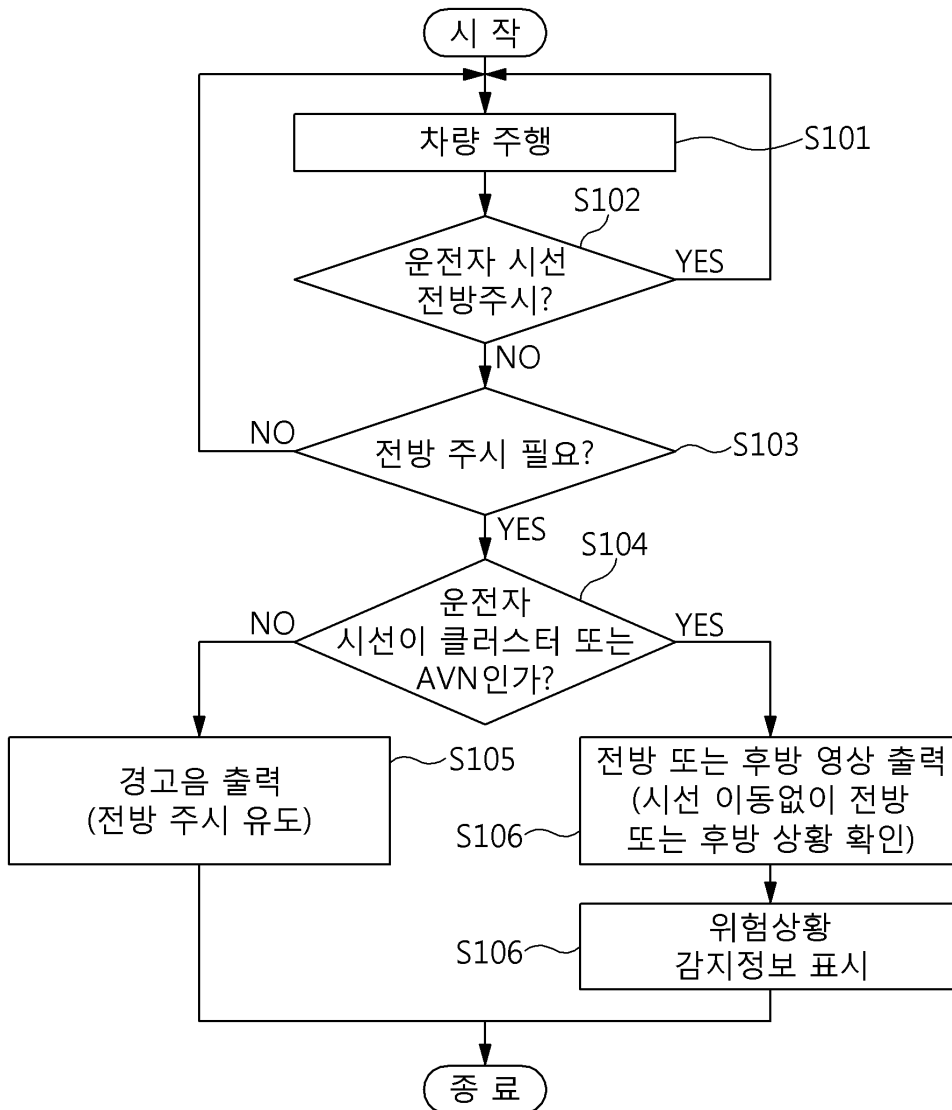 시 작
차량 주행
S101
S102
운전자 시선
전방주시?
YES
NO
전방 주시 필요?
NO
S103
YES
S104
운전자
시선이 클러스터 또는
AVN인가?
NO
YES
경고음 출력
(전방 주시 유도)
S105
전방 또는 후방 영상 출력
(시선 이동없이 전방
또는 후방 상황 확인)
S106
위험상황
감지정보 표시
S106
종 료